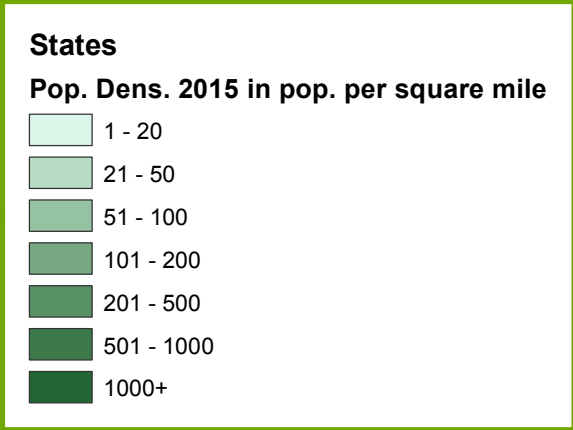 States
Pop. Dens. 2015 in pop. per square mile
1 - 20
21 - 50
51 - 100
101 - 200
201 - 500
501 - 1000
1000+